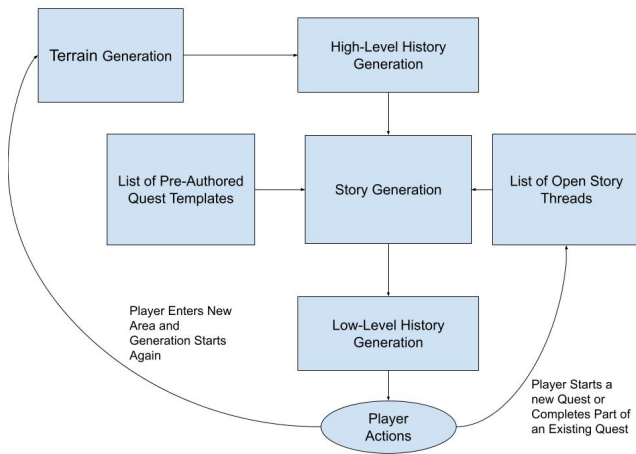 Terrain Generation
High-Level History
Generation
List of Pre-Authored
Quest Templates
Story Generation
List of Open Story
Threads
Player Enters New
Area and
Generation Starts
Again
Low-Level History
Generation
Player Starts a
new Quest or
Completes Part of
an Existing Quest
Player
Actions